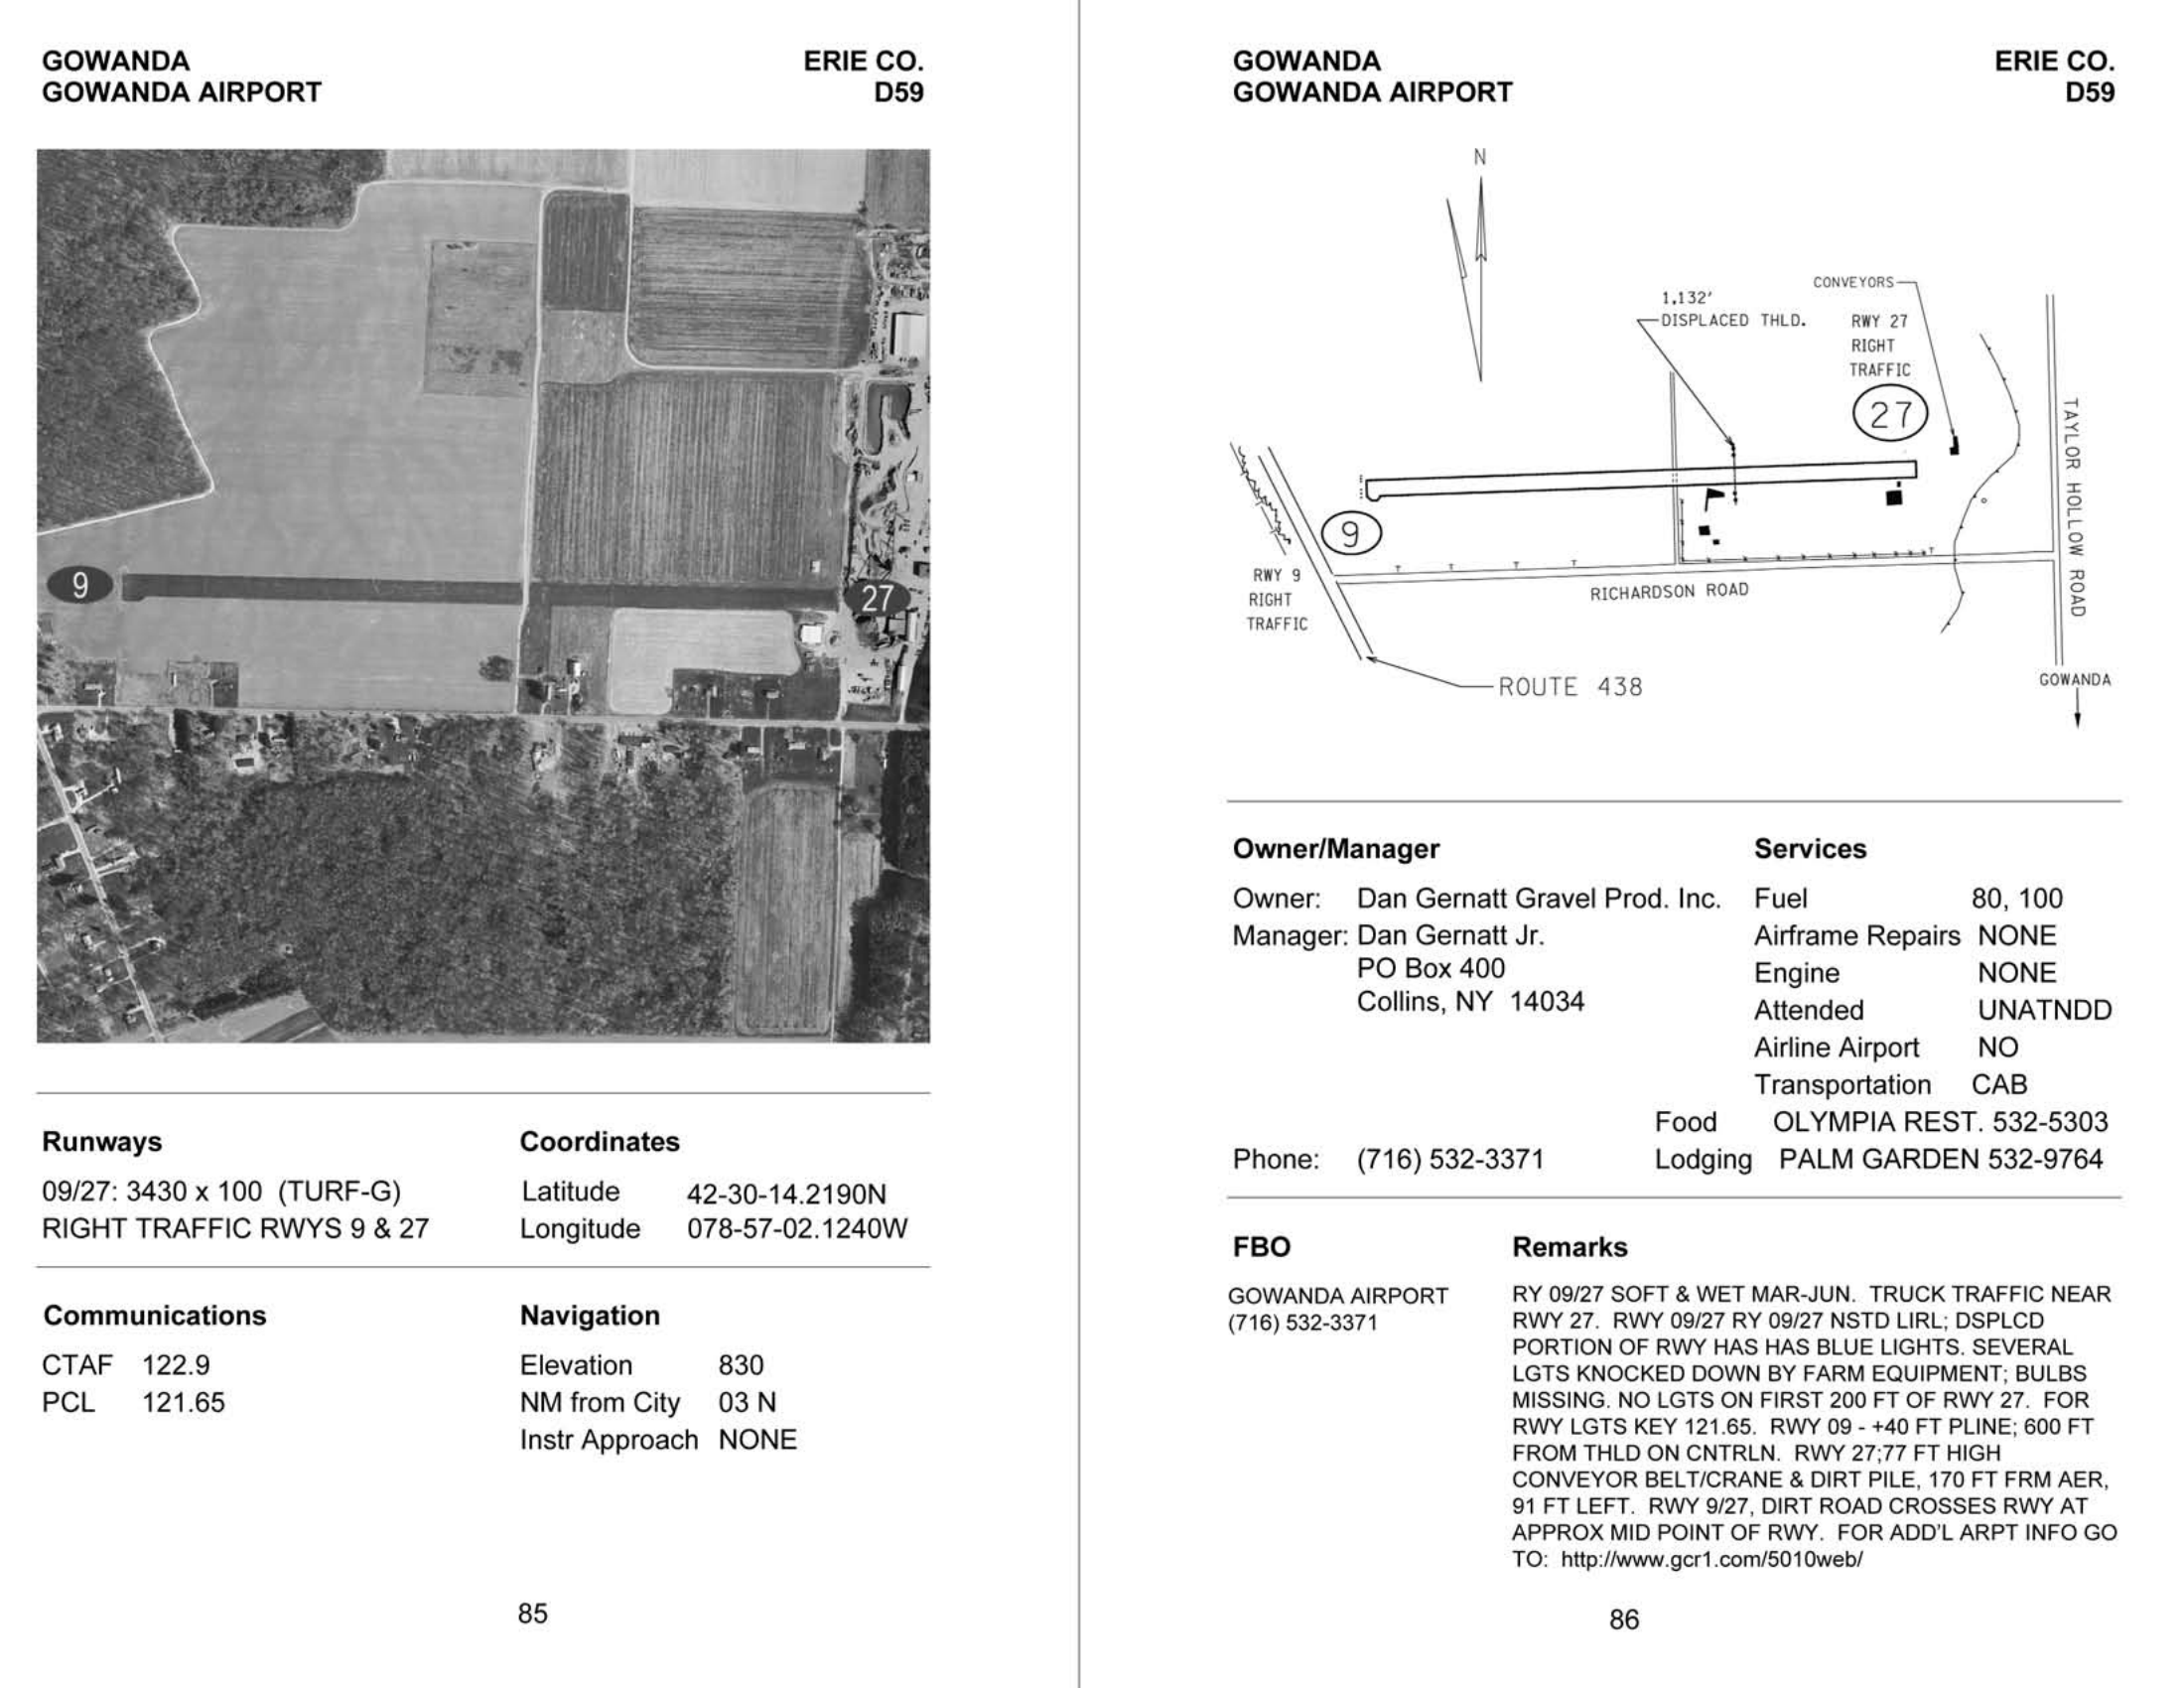 GOWANDA
GOWANDA AIRPORT
ERIE CO.
D59
9
27
Runways
09/27: 3430 x 100 (TURF-G)
RIGHT TRAFFIC RWYS 9 & 27
Coordinates
Latitude 42-30-14.2190N
Longitude 078-57-02.1240W
Communications
CTAF 122.9
PCL 121.65
Navigation
Elevation 830
NM from City 03 N
Instr Approach NONE
85
GOWANDA
GOWANDA AIRPORT
ERIE CO.
D59
N
CONVEYORS
1,132'
DISPLACED THLD.
RWY 27
RIGHT
TRAFFIC
27
9
RWY 9
RIGHT
TRAFFIC
RICHARDSON ROAD
TAYLOR HOLLOW ROAD
ROUTE 438
GOWANDA
Owner/Manager
Owner: Dan Gernatt Gravel Prod. Inc.
Manager: Dan Gernatt Jr.
PO Box 400
Collins, NY 14034
Phone: (716) 532-3371
Services
Fuel 80, 100
Airframe Repairs NONE
Engine NONE
Attended UNATNDD
Airline Airport NO
Transportation CAB
Food OLYMPIA REST. 532-5303
Lodging PALM GARDEN 532-9764
FBO
GOWANDA AIRPORT
(716) 532-3371
Remarks
RY 09/27 SOFT & WET MAR-JUN. TRUCK TRAFFIC NEAR
RWY 27. RWY 09/27 RY 09/27 NSTD LIRL; DSPLCD
PORTION OF RWY HAS HAS BLUE LIGHTS. SEVERAL
LGTS KNOCKED DOWN BY FARM EQUIPMENT; BULBS
MISSING. NO LGTS ON FIRST 200 FT OF RWY 27. FOR
RWY LGTS KEY 121.65. RWY 09 - +40 FT PLINE; 600 FT
FROM THLD ON CNTRLN. RWY 27;77 FT HIGH
CONVEYOR BELT/CRANE & DIRT PILE, 170 FT FRM AER,
91 FT LEFT. RWY 9/27, DIRT ROAD CROSSES RWY AT
APPROX MID POINT OF RWY. FOR ADD'L ARPT INFO GO
TO: http://www.gcr1.com/5010web/
86